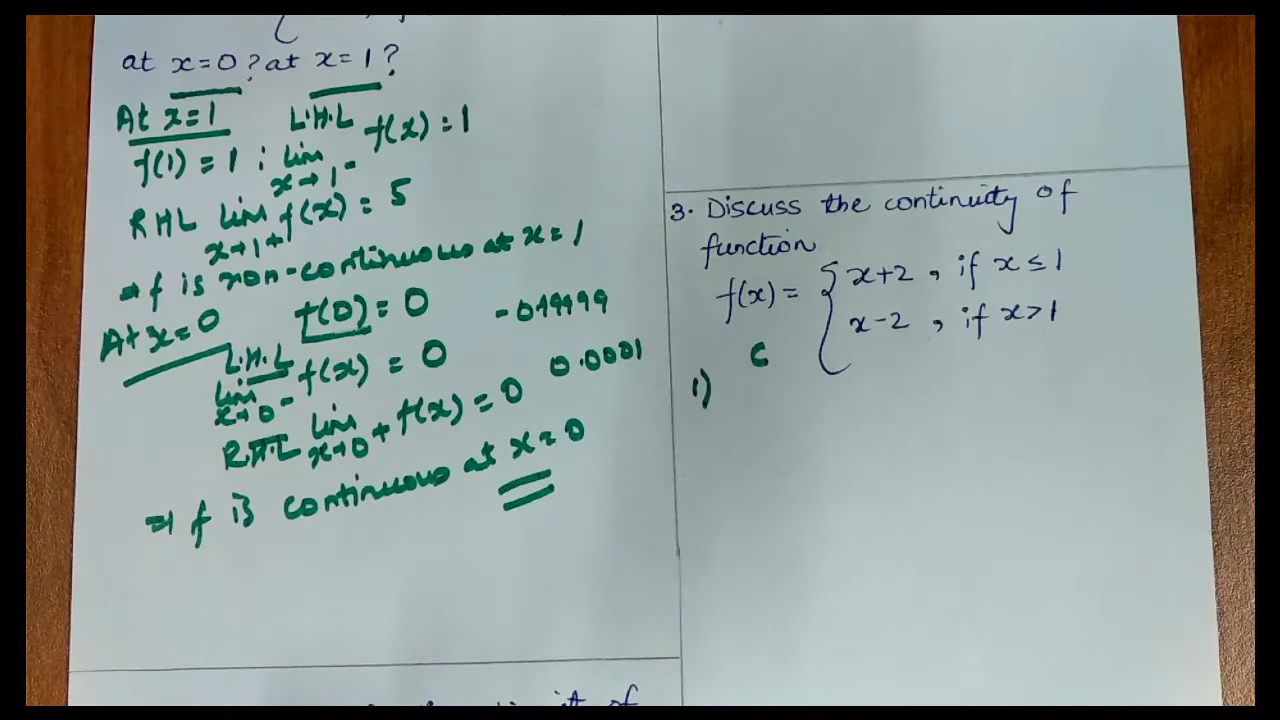 at x=0? at x=1?
At x=1 L.H.L
f(1) = 1 ; lim x→1⁻ f(x) = 1
RHL lim x→1+ f(x) = 5
⇒ f is non-continuous at x=1
At x=0 f(0) = 0 -0.9999
L.H.L
lim x→0⁻ f(x) = 0 0.0001
R.H.L lim x→0+ f(x) = 0
⇒ f is continuous at x=0
3. Discuss the continuity of
function
f(x) = { x+2 , if x ≤ 1
x-2 , if x>1
1) C
of